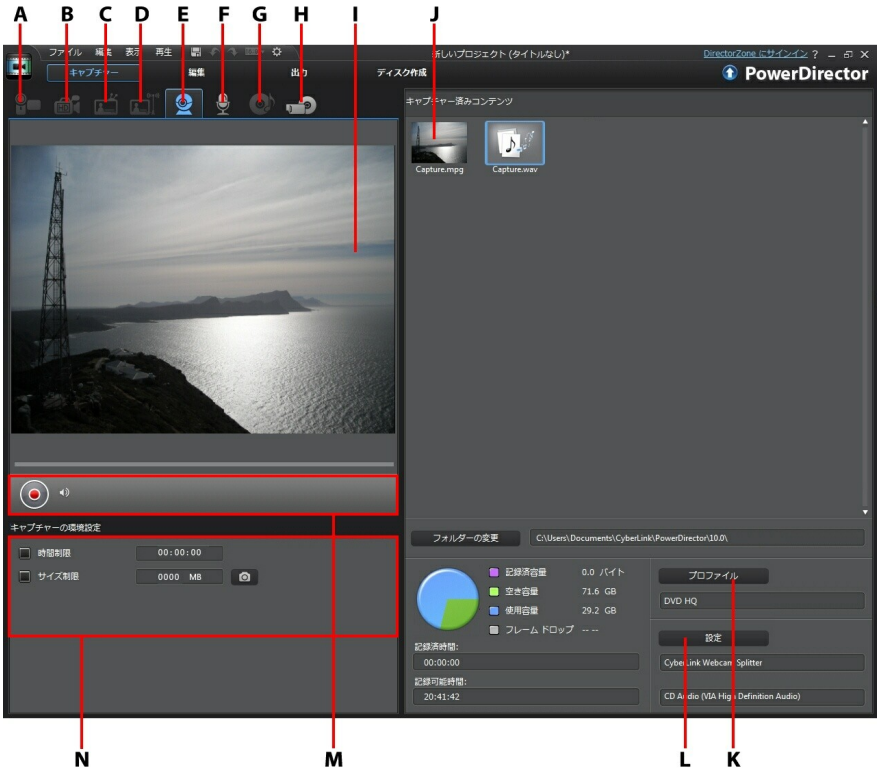 A B C D E F G H I J
ファイル 編集 表示 再生
新しいプロジェクト (タイトルなし)*
DirectorZone にサインイン ?
キャプチャー 編集 出力 ディスク作成
PowerDirector
HD
キャプチャー済みコンテンツ
Capture.mpg Capture.wav
キャプチャーの環境設定
時間制限 00:00:00
サイズ制限 0000 MB
フォルダーの変更 C:\Users\Documents\CyberLink\PowerDirector\10.0\
記録済容量 0.0 バイト
空き容量 71.6 GB
使用容量 29.2 GB
フレーム ドロップ -- --
記録済時間:
00:00:00
記録可能時間:
20:41:42
プロファイル
DVD HQ
設定
CyberLink Webcam Splitter
CD Audio (VIA High Definition Audio)
N M L K